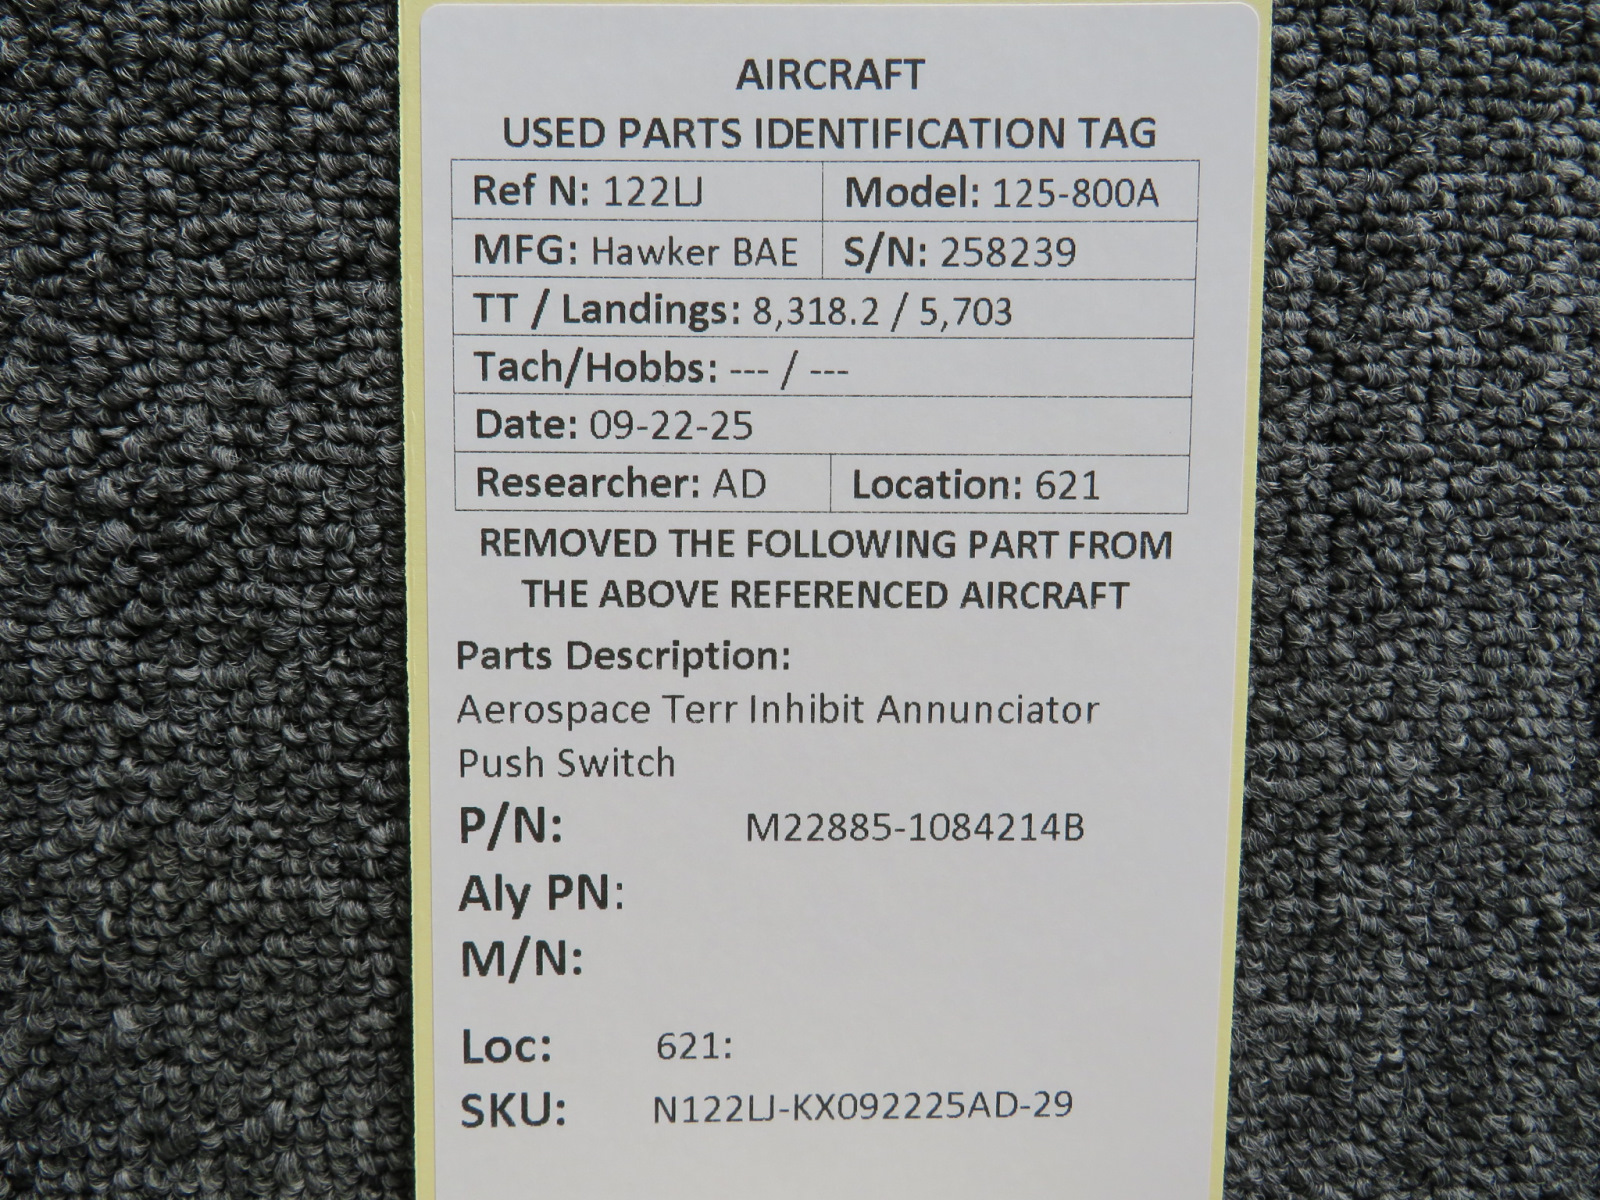 AIRCRAFT
USED PARTS IDENTIFICATION TAG
Ref N: 122LJ Model: 125-800A
MFG: Hawker BAE S/N: 258239
TT / Landings: 8,318.2 / 5,703
Tach/Hobbs: --- / ---
Date: 09-22-25
Researcher: AD Location: 621
REMOVED THE FOLLOWING PART FROM
THE ABOVE REFERENCED AIRCRAFT
Parts Description:
Aerospace Terr Inhibit Annunciator
Push Switch
P/N: M22885-1084214B
Aly PN:
M/N:
Loc: 621:
SKU: N122LJ-KX092225AD-29